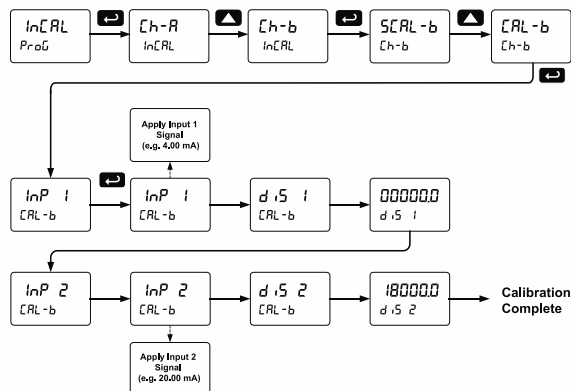 InCAL
ProG
Ch-A
InCAL
Ch-b
InCAL
SCAL-b
Ch-b
CAL-b
Ch-b
Apply Input 1
Signal
(e.g. 4.00 mA)
InP 1
CAL-b
InP 1
CAL-b
diS 1
CAL-b
00000.0
diS 1
InP 2
CAL-b
InP 2
CAL-b
diS 2
CAL-b
18000.0
diS 2
Calibration
Complete
Apply Input 2
Signal
(e.g. 20.00 mA)